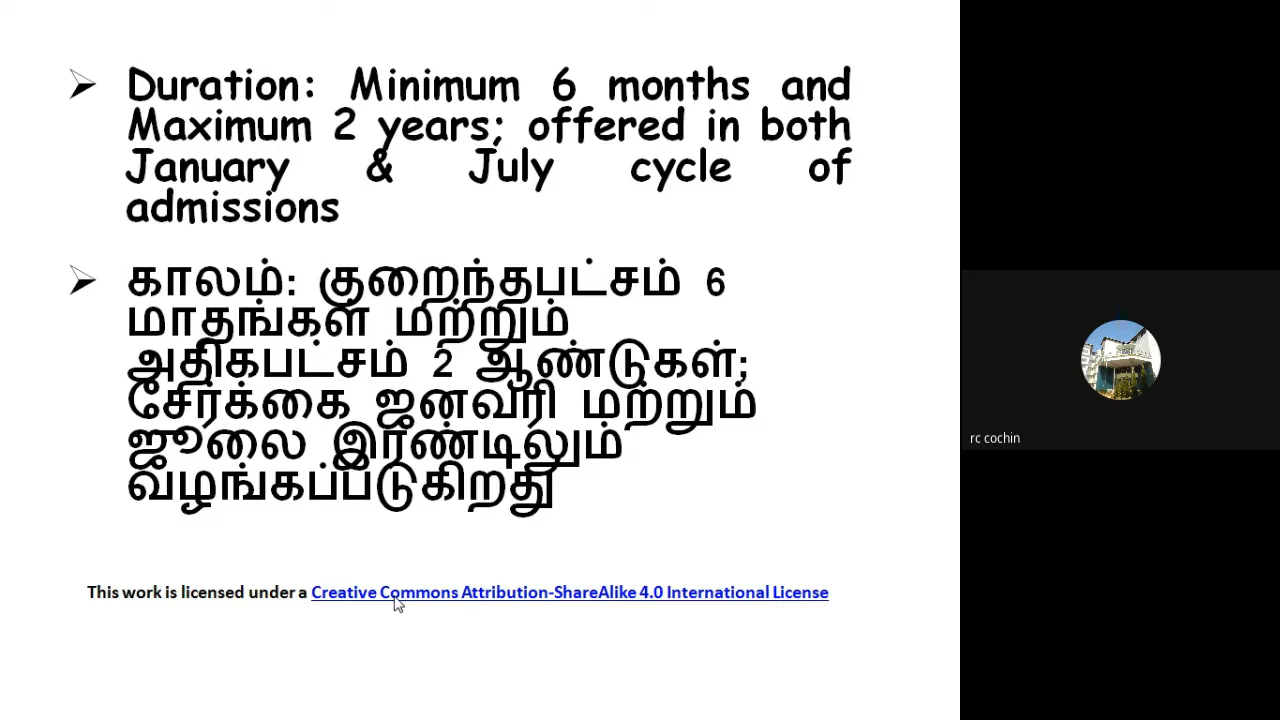 ➢ Duration: Minimum 6 months and
Maximum 2 years; offered in both
January & July cycle of
admissions
➢ காலம்: குறைந்தபட்சம் 6
மாதங்கள் மற்றும்
அதிகபட்சம் 2 ஆண்டுகள்;
சேர்க்கை ஜனவரி மற்றும்
ஜூலை இரண்டிலும்
வழங்கப்படுகிறது
This work is licensed under a Creative Commons Attribution-ShareAlike 4.0 International License
rc cochin